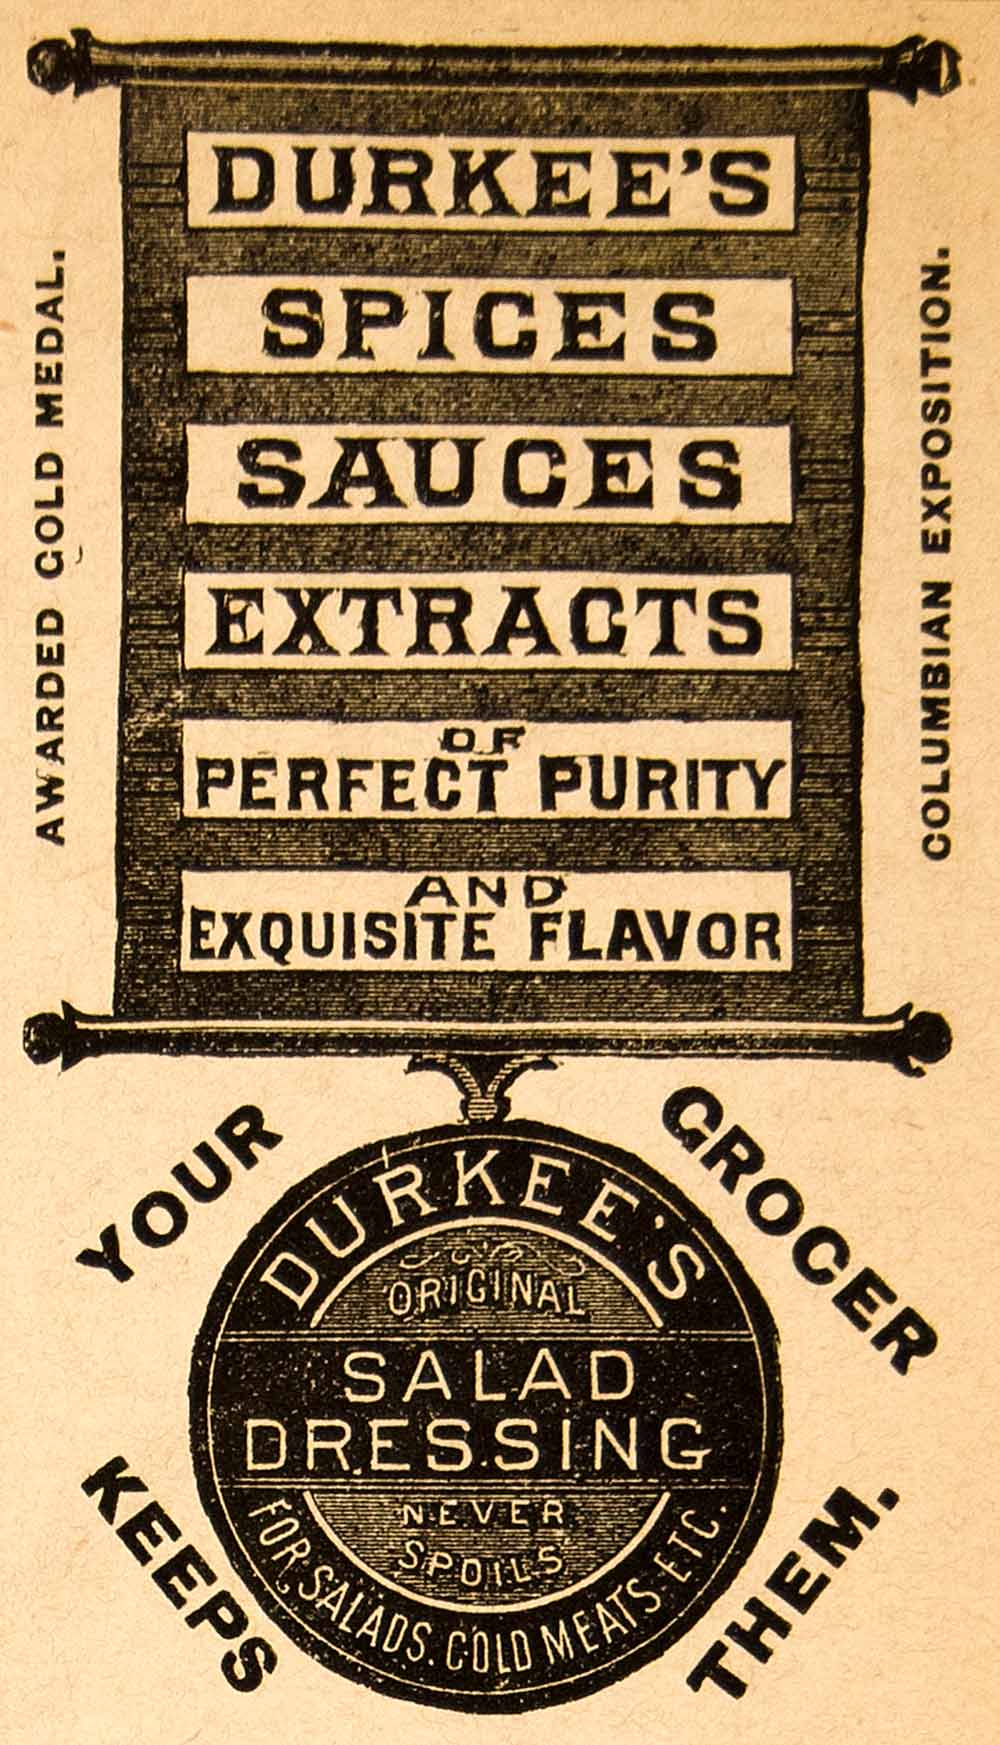 AWARDED GOLD MEDAL.
DURKEE'S
SPICES
SAUCES
EXTRACTS
OF
PERFECT PURITY
AND
EXQUISITE FLAVOR
COLUMBIAN EXPOSITION.
YOUR
GROCER
KEEPS
THEM.
DURKEE'S
ORIGINAL
SALAD
DRESSING
NEVER
SPOILS
FOR SALADS. COLD MEATS. ETC.